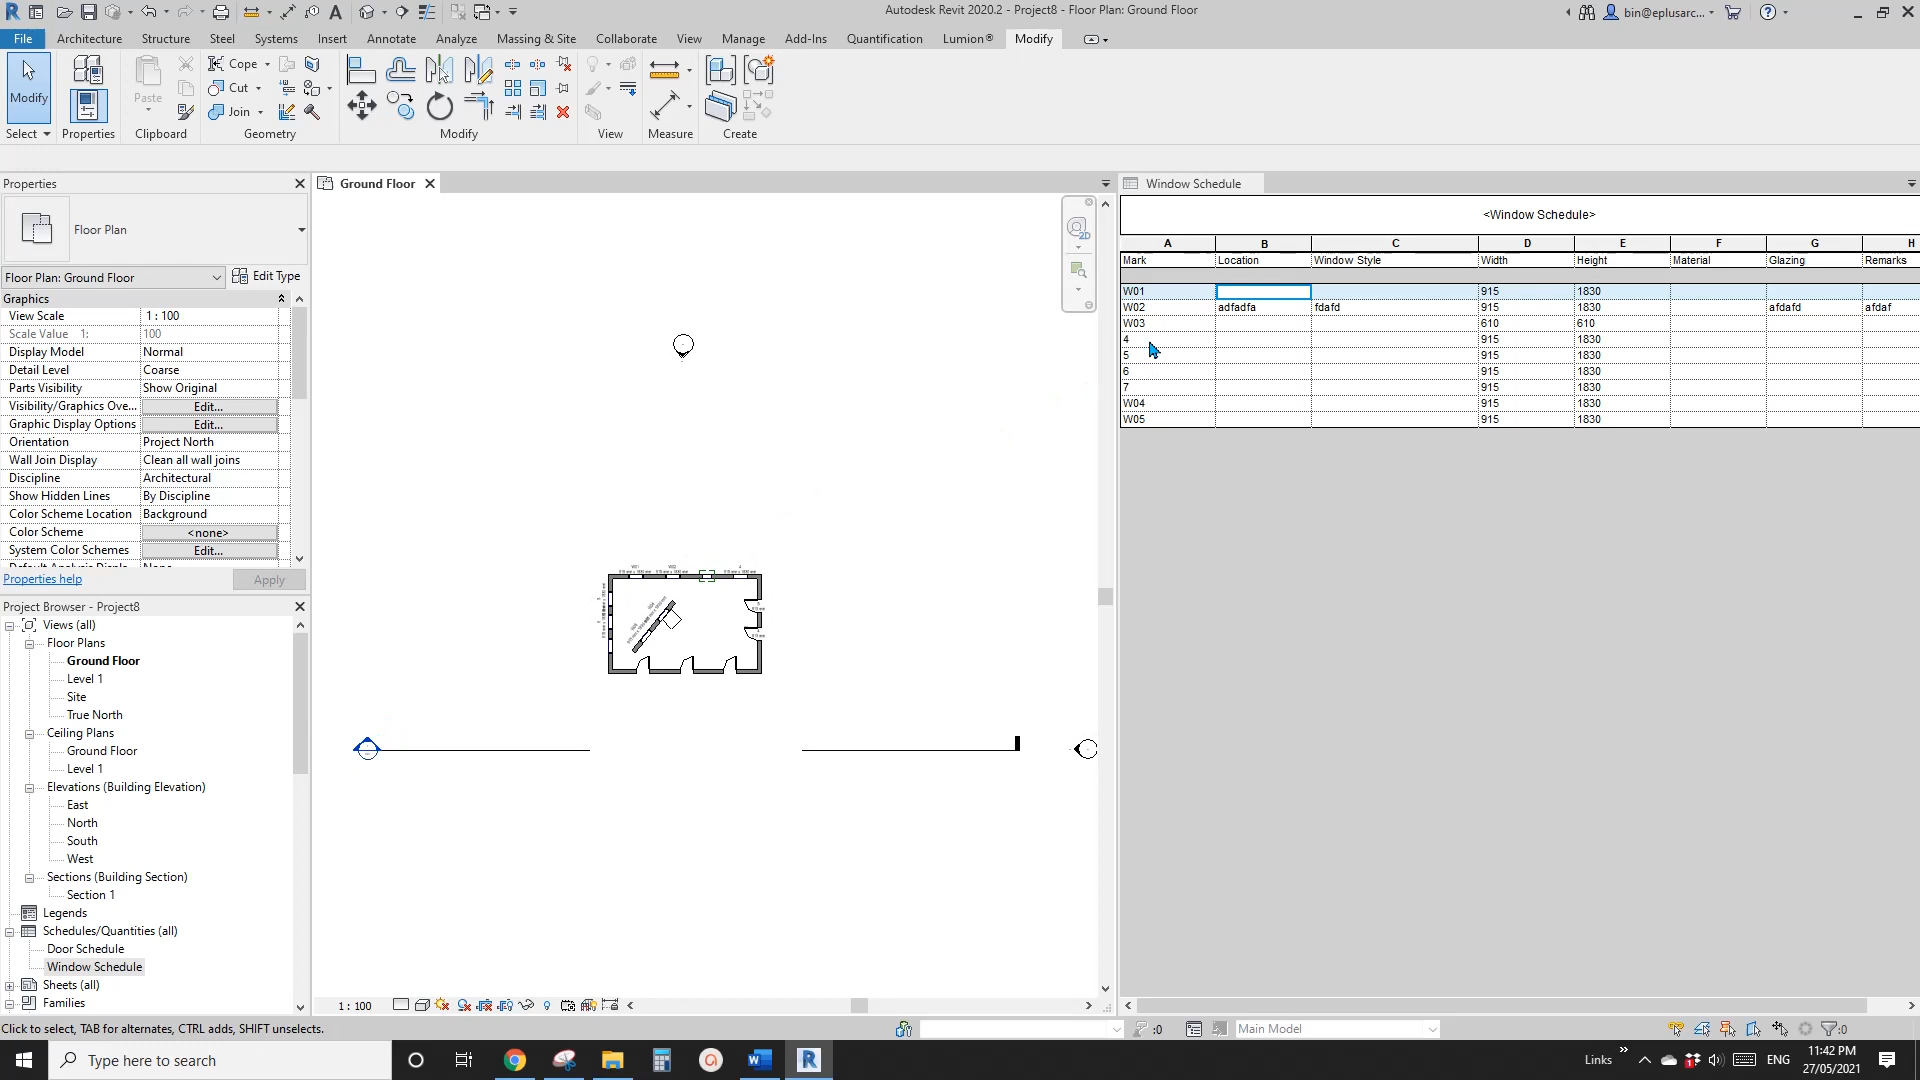 Autodesk Revit 2020.2 - Project8 - Floor Plan: Ground Floor
bin@eplusarc...
File Architecture Structure Steel Systems Insert Annotate Analyze Massing & Site Collaborate View Manage Add-Ins Quantification Lumion® Modify
Modify
Paste
Cope
Cut
Join
Select Properties Clipboard Geometry Modify View Measure Create
Properties
Floor Plan
Floor Plan: Ground Floor Edit Type
Graphics
View Scale 1 : 100
Scale Value 1: 100
Display Model Normal
Detail Level Coarse
Parts Visibility Show Original
Visibility/Graphics Ove... Edit...
Graphic Display Options Edit...
Orientation Project North
Wall Join Display Clean all wall joins
Discipline Architectural
Show Hidden Lines By Discipline
Color Scheme Location Background
Color Scheme <none>
System Color Schemes Edit...
Properties help Apply
Project Browser - Project8
Views (all)
Floor Plans
Ground Floor
Level 1
Site
True North
Ceiling Plans
Ground Floor
Level 1
Elevations (Building Elevation)
East
North
South
West
Sections (Building Section)
Section 1
Legends
Schedules/Quantities (all)
Door Schedule
Window Schedule
Sheets (all)
Families
Ground Floor
2D
1 : 100
Window Schedule
<Window Schedule>
A B C D E F G H
Mark Location Window Style Width Height Material Glazing Remarks
W01 915 1830
W02 adfadfa fdafd 915 1830 afdafd afdaf
W03 610 610
4 915 1830
5 915 1830
6 915 1830
7 915 1830
W04 915 1830
W05 915 1830
Click to select, TAB for alternates, CTRL adds, SHIFT unselects.
:0
Main Model
:0
Type here to search
Links
ENG
11:42 PM
27/05/2021